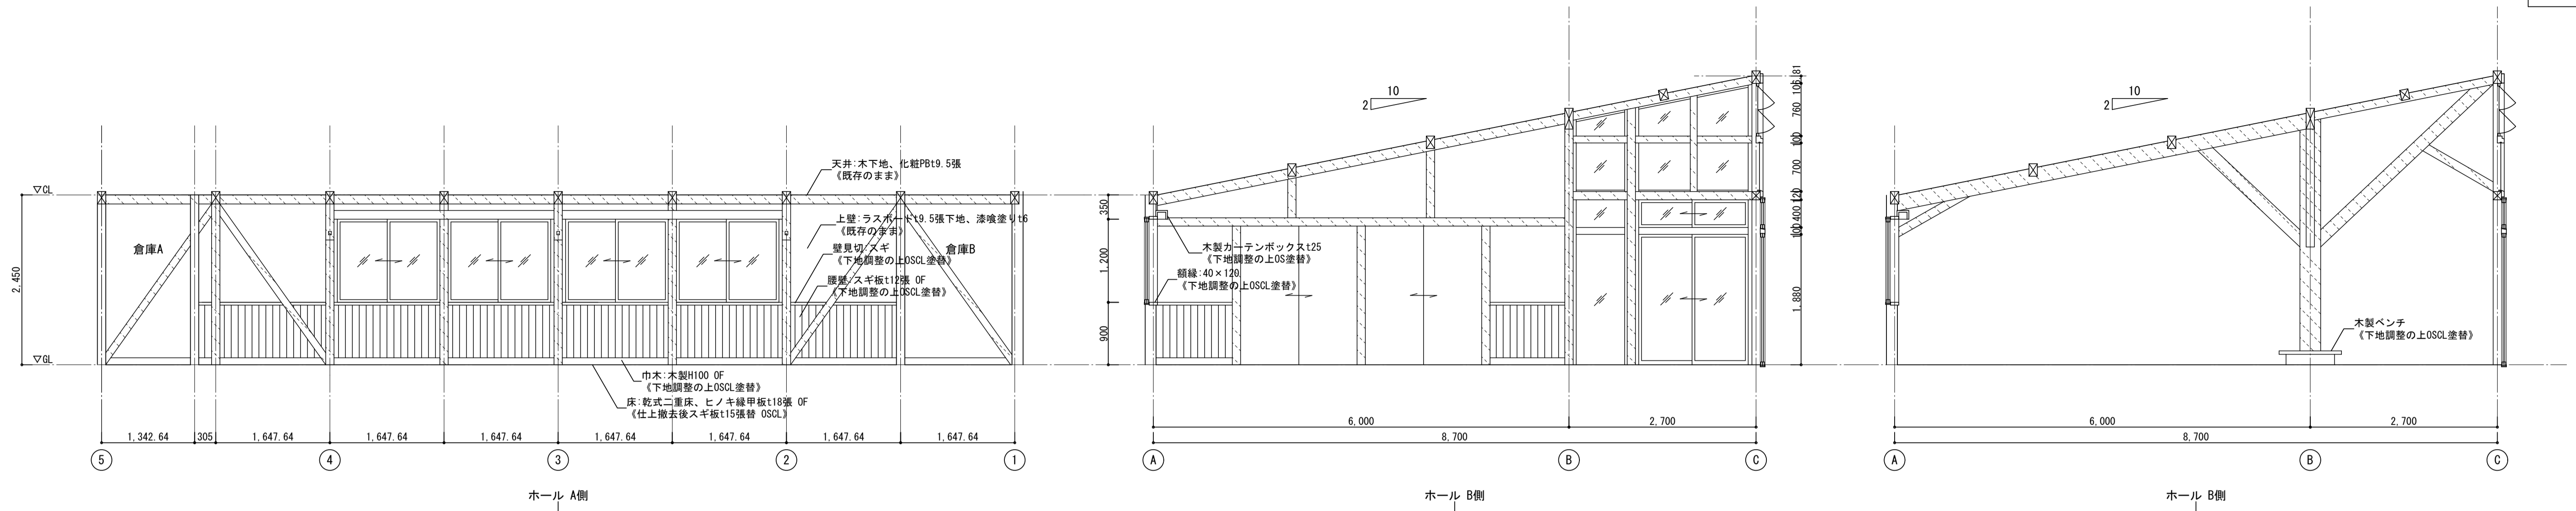 ▽CL
▽GL
2,450
倉庫A
倉庫B
天井:木下地、化粧PBt9.5張
《既存のまま》
上壁:ラスボードt9.5張下地、漆喰塗りt6
《既存のまま》
壁見切:スギ
《下地調整の上OSCL塗替》
腰壁:スギ板t12張 OF
《下地調整の上OSCL塗替》
巾木:木製H100 OF
《下地調整の上OSCL塗替》
床:乾式二重床、ヒノキ縁甲板t18張 OF
《仕上撤去後スギ板t15張替 OSCL》
1,342.64
305
1,647.64
1,647.64
1,647.64
1,647.64
1,647.64
1,647.64
1,647.64
5
4
3
2
1
ホール A側
10
2
350
1,200
900
木製カーテンボックスt25
《下地調整の上OS塗替》
額縁:40×120
《下地調整の上OSCL塗替》
106.81
760
100
700
120
400
100
1,880
6,000
2,700
8,700
A
B
C
ホール B側
10
2
木製ベンチ
《下地調整の上OSCL塗替》
6,000
2,700
8,700
A
B
C
ホール B側